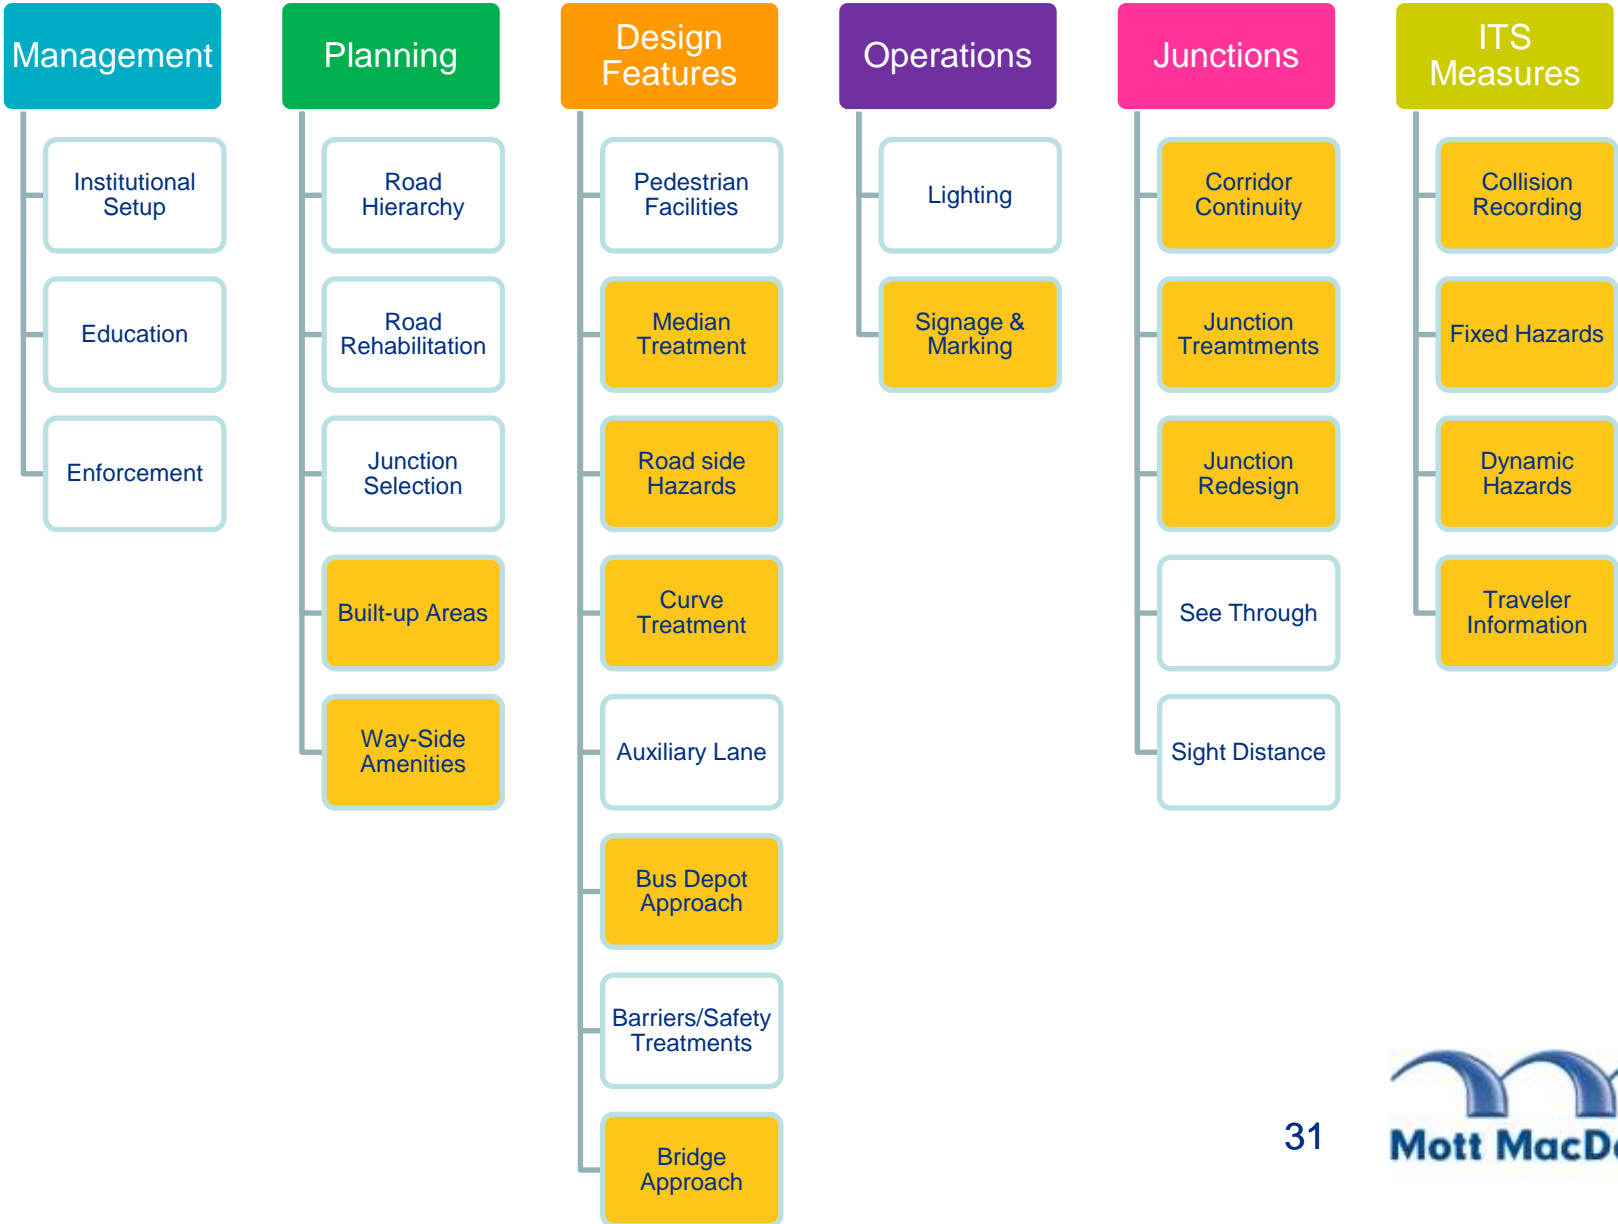 Management
Institutional
Setup
Education
Enforcement
Planning
Road
Hierarchy
Road
Rehabilitation
Junction
Selection
Built-up Areas
Way-Side
Amenities
Design
Features
Pedestrian
Facilities
Median
Treatment
Road side
Hazards
Curve
Treatment
Auxiliary Lane
Bus Depot
Approach
Barriers/Safety
Treatments
Bridge
Approach
Operations
Lighting
Signage &
Marking
Junctions
Corridor
Continuity
Junction
Treamtments
Junction
Redesign
See Through
Sight Distance
ITS
Measures
Collision
Recording
Fixed Hazards
Dynamic
Hazards
Traveler
Information
31
Mott MacD